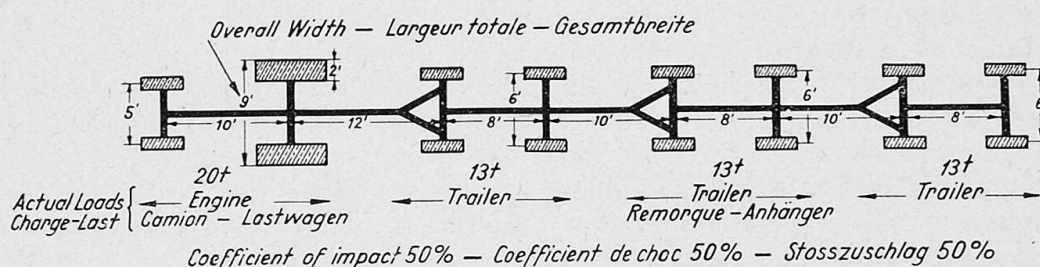 Overall Width — Largeur totale — Gesamtbreite
5' 9' 2' 6' 6' 6
10' 12' 8' 10' 8' 10' 8'
20t 13t 13t 13t
Actual Loads Engine Trailer Trailer Trailer
Charge-Last Camion – Lastwagen Remorque – Anhänger
Coefficient of impact 50% — Coefficient de choc 50% — Stosszuschlag 50%